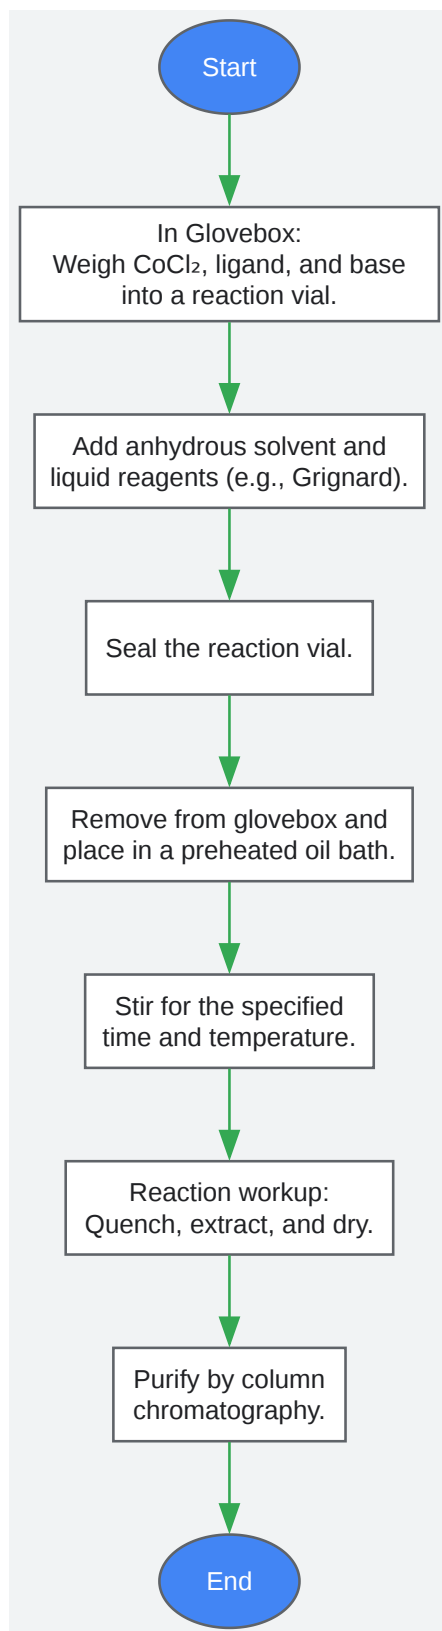 Start
In Glovebox:
Weigh CoCl₂, ligand, and base
into a reaction vial.
Add anhydrous solvent and
liquid reagents (e.g., Grignard).
Seal the reaction vial.
Remove from glovebox and
place in a preheated oil bath.
Stir for the specified
time and temperature.
Reaction workup:
Quench, extract, and dry.
Purify by column
chromatography.
End